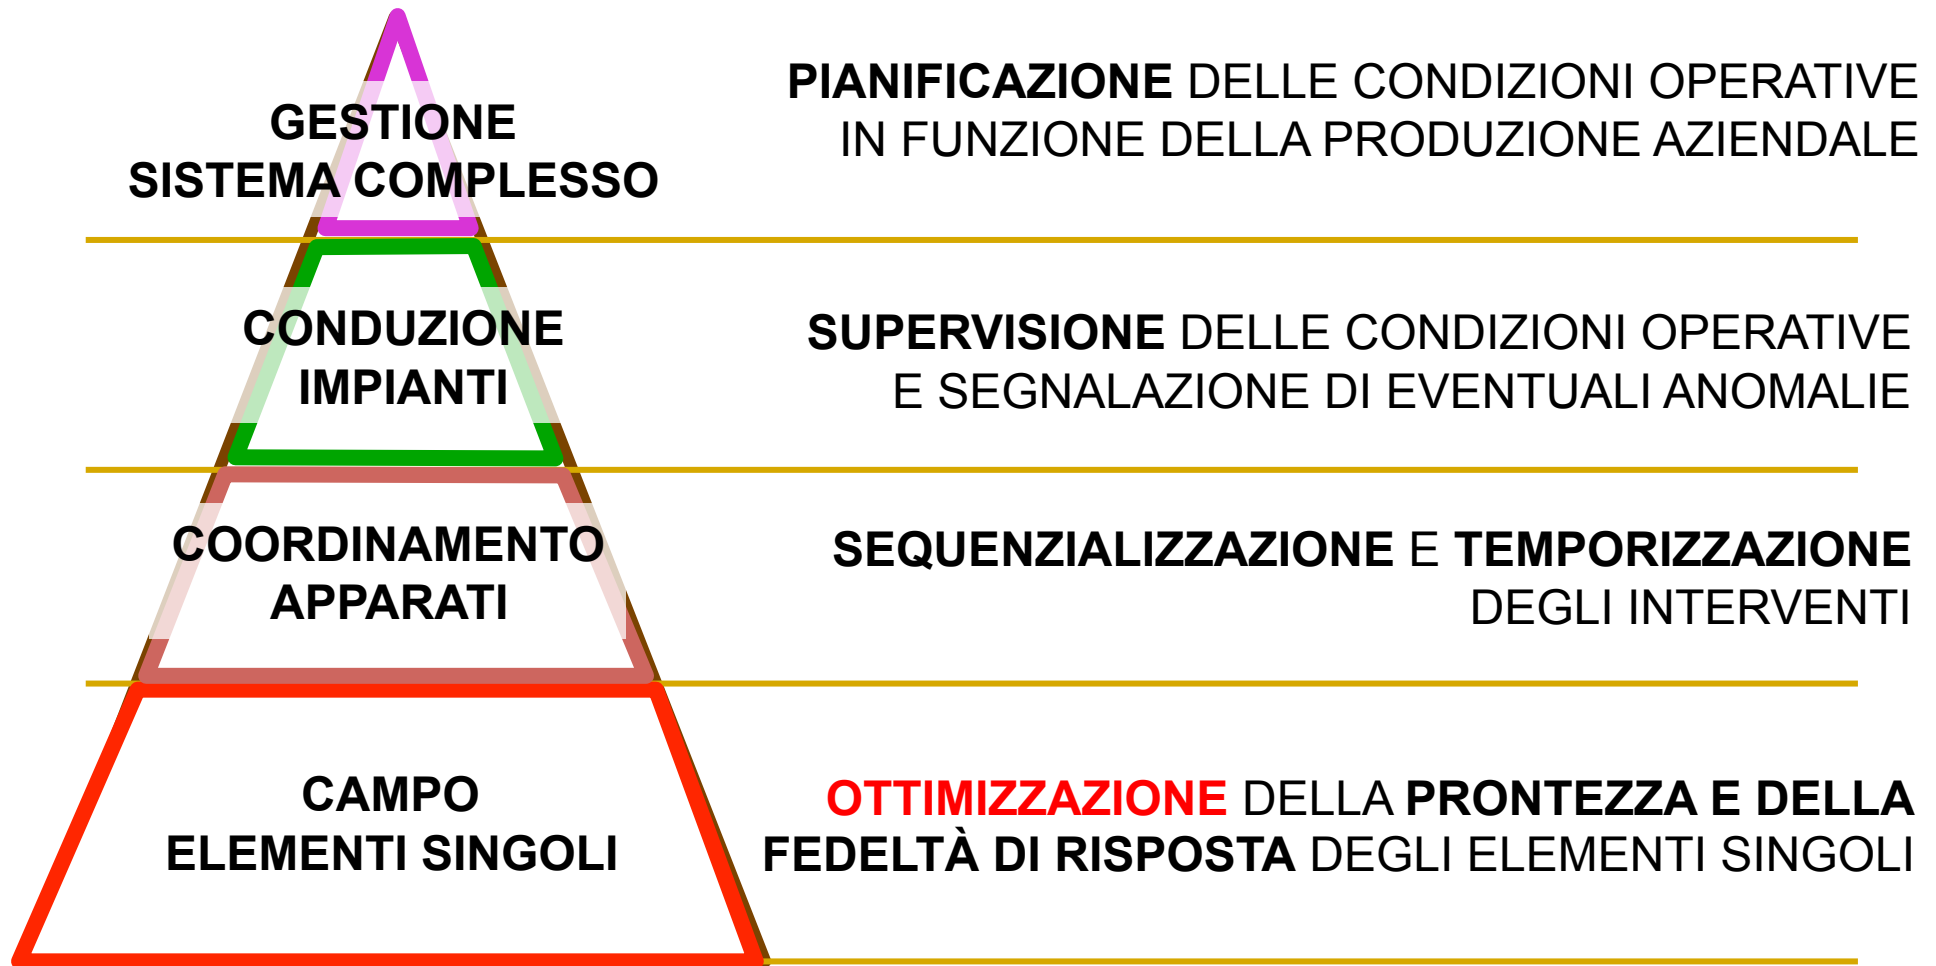 GESTIONE
SISTEMA COMPLESSO
PIANIFICAZIONE DELLE CONDIZIONI OPERATIVE
IN FUNZIONE DELLA PRODUZIONE AZIENDALE
CONDUZIONE
IMPIANTI
SUPERVISIONE DELLE CONDIZIONI OPERATIVE
E SEGNALAZIONE DI EVENTUALI ANOMALIE
COORDINAMENTO
APPARATI
SEQUENZIALIZZAZIONE E TEMPORIZZAZIONE
DEGLI INTERVENTI
CAMPO
ELEMENTI SINGOLI
OTTIMIZZAZIONE DELLA PRONTEZZA E DELLA
FEDELTÀ DI RISPOSTA DEGLI ELEMENTI SINGOLI